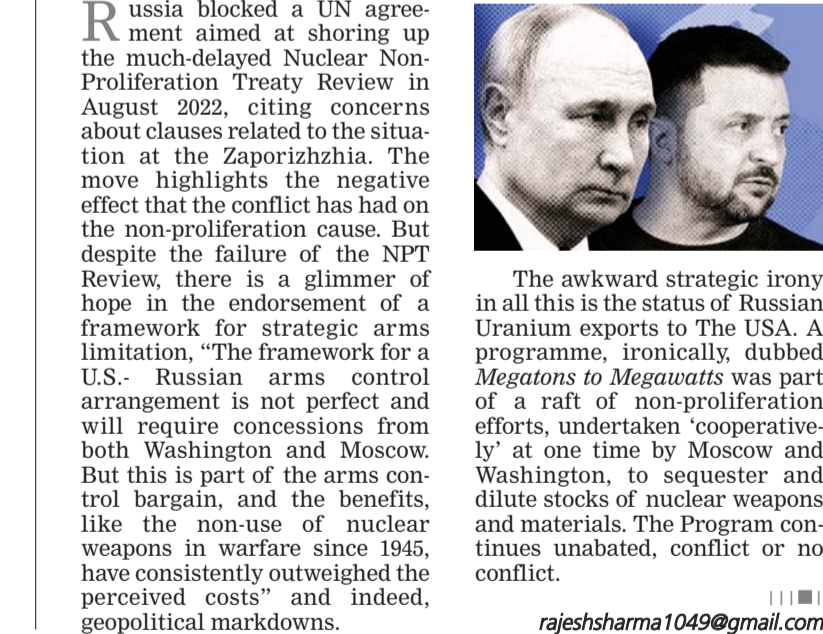 Russia blocked a UN agree-
ment aimed at shoring up
the much-delayed Nuclear Non-
Proliferation Treaty Review in
August 2022, citing concerns
about clauses related to the situa-
tion at the Zaporizhzhia. The
move highlights the negative
effect that the conflict has had on
the non-proliferation cause. But
despite the failure of the NPT
Review, there is a glimmer of
hope in the endorsement of a
framework for strategic arms
limitation, “The framework for a
U.S.- Russian arms control
arrangement is not perfect and
will require concessions from
both Washington and Moscow.
But this is part of the arms con-
trol bargain, and the benefits,
like the non-use of nuclear
weapons in warfare since 1945,
have consistently outweighed the
perceived costs” and indeed,
geopolitical markdowns.
The awkward strategic irony
in all this is the status of Russian
Uranium exports to The USA. A
programme, ironically, dubbed
Megatons to Megawatts was part
of a raft of non-proliferation
efforts, undertaken ‘cooperative-
ly’ at one time by Moscow and
Washington, to sequester and
dilute stocks of nuclear weapons
and materials. The Program con-
tinues unabated, conflict or no
conflict.
rajeshsharma1049@gmail.com